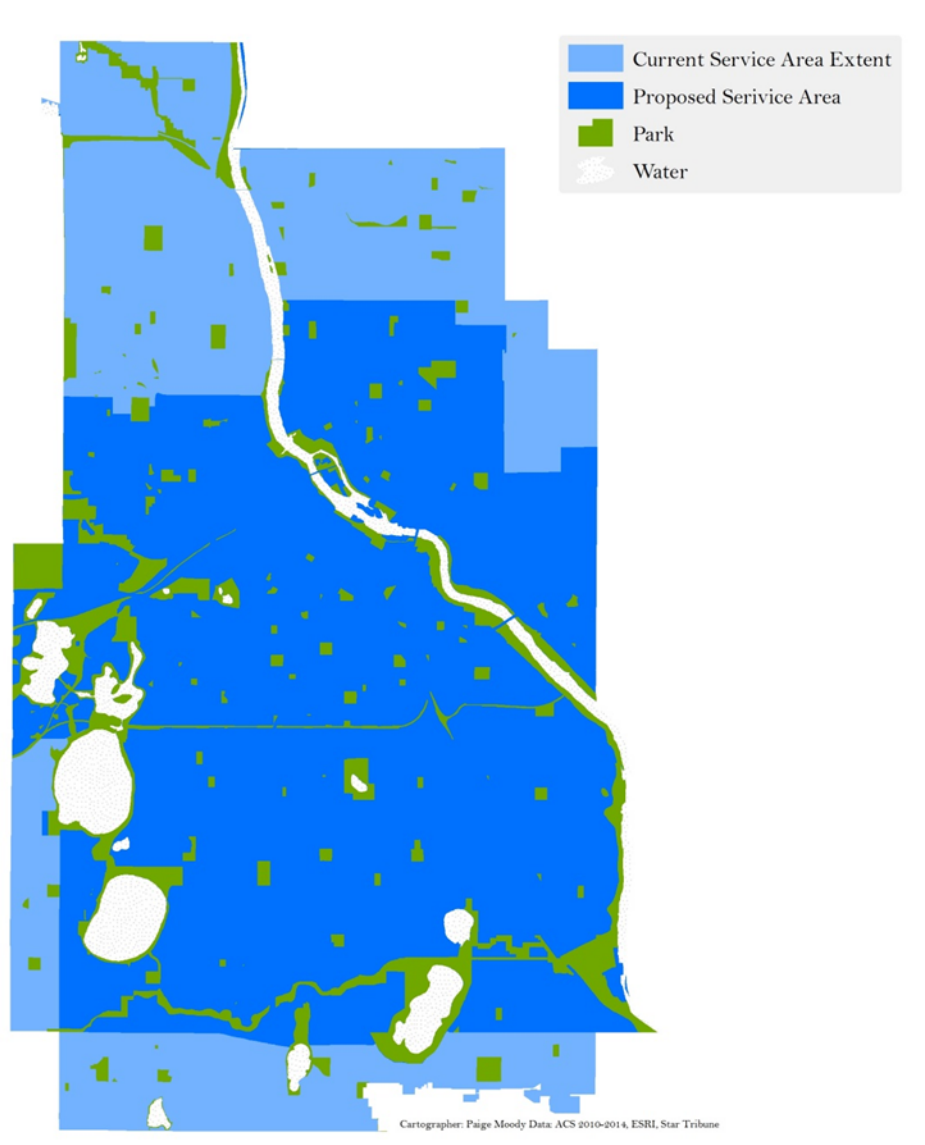 Current Service Area Extent
Proposed Serivice Area
Park
Water
Cartographer: Paige Moody Data: ACS 2010-2014, ESRI, Star Tribune